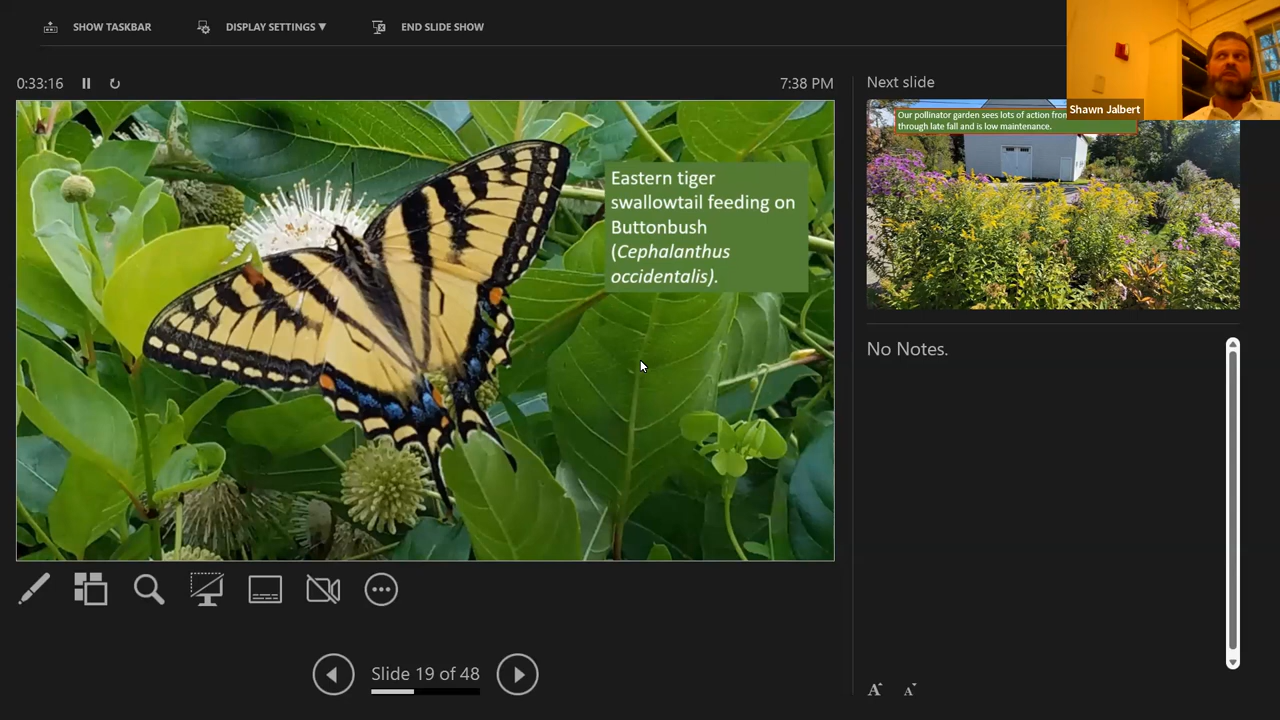 SHOW TASKBAR
DISPLAY SETTINGS ▼
END SLIDE SHOW
0:33:16
7:38 PM
Eastern tiger
swallowtail feeding on
Buttonbush
(Cephalanthus
occidentalis).
Slide 19 of 48
Next slide
Shawn Jalbert
Our pollinator garden sees lots of action from
through late fall and is low maintenance.
No Notes.
A A